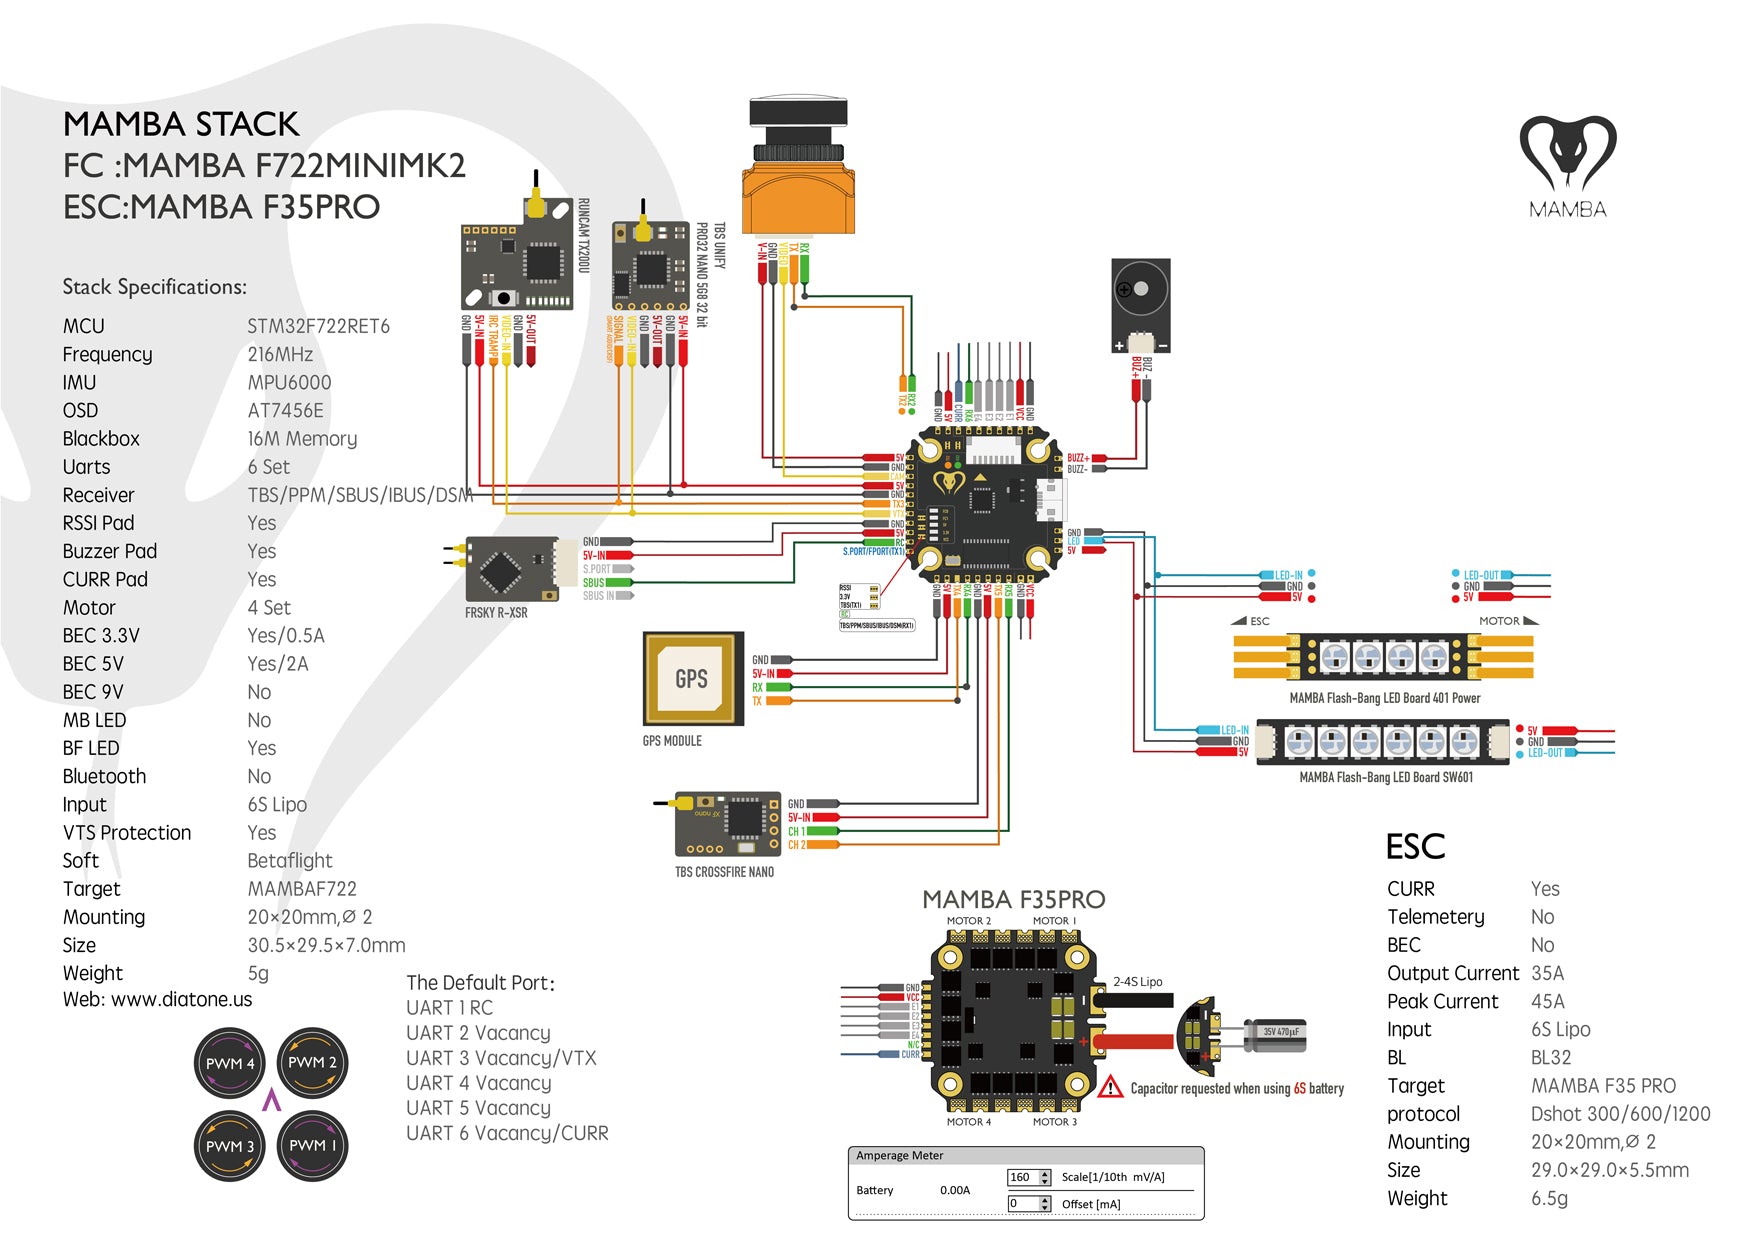 MAMBA STACK
FC :MAMBA F722MINIMK2
ESC:MAMBA F35PRO
Stack Specifications:
MCU STM32F722RET6
Frequency 216MHz
IMU MPU6000
OSD AT7456E
Blackbox 16M Memory
Uarts 6 Set
Receiver TBS/PPM/SBUS/IBUS/DSM
RSSI Pad Yes
Buzzer Pad Yes
CURR Pad Yes
Motor 4 Set
BEC 3.3V Yes/0.5A
BEC 5V Yes/2A
BEC 9V No
MB LED No
BF LED Yes
Bluetooth No
Input 6S Lipo
VTS Protection Yes
Soft Betaflight
Target MAMBAF722
Mounting 20×20mm,Ø 2
Size 30.5×29.5×7.0mm
Weight 5g
Web: www.diatone.us
The Default Port:
UART 1 RC
UART 2 Vacancy
UART 3 Vacancy/VTX
UART 4 Vacancy
UART 5 Vacancy
UART 6 Vacancy/CURR
PWM 4
PWM 2
PWM 3
PWM 1
RUNCAM TX200U
GND
5V-IN
IRC TRAMP
VIDEO-IN
GND
5V-OUT
TBS UNIFY
PRO32 NANO 5G8 32 bit
SIGNAL
(SMART AUDIO/CRSF)
VIDEO-IN
GND
5V-OUT
GND
5V-IN
V-IN
GND
VIDEO
TX
RX
TX2
RX2
GND
5V
CURR
RX6
E4
E3
E2
E1
VCC
GND
5V
GND
CAM
5V
GND
TX3
VTX
GND
5V
RC
S.PORT/FPORT(TX1)
BUZZ+
BUZZ-
GND
LED
5V
GND
5V
TX4
RX4
GND
5V
TX5
RX5
GND
VCC
RSSI
3.3V
TBS(TX1)
RC
TBS/PPM/SBUS/IBUS/DSM(RX1)
+
-
BUZ+
BUZ-
MAMBA
GND
5V-IN
S.PORT
SBUS
SBUS IN
FRSKY R-XSR
GPS
GND
5V-IN
RX
TX
GPS MODULE
XF nano
GND
5V-IN
CH 1
CH 2
TBS CROSSFIRE NANO
LED-IN
GND
5V
LED-OUT
GND
5V
ESC
MOTOR
MAMBA Flash-Bang LED Board 401 Power
LED-IN
GND
5V
5V
GND
LED-OUT
MAMBA Flash-Bang LED Board SW601
MAMBA F35PRO
MOTOR 2
MOTOR 1
GND
VCC
E1
E2
E3
E4
N/C
CURR
MOTOR 4
MOTOR 3
2-4S Lipo
-
+
35V 470μF
Capacitor requested when using 6S battery
Amperage Meter
Battery 0.00A
160 Scale[1/10th mV/A]
0 Offset [mA]
ESC
CURR Yes
Telemetery No
BEC No
Output Current 35A
Peak Current 45A
Input 6S Lipo
BL BL32
Target MAMBA F35 PRO
protocol Dshot 300/600/1200
Mounting 20×20mm,Ø 2
Size 29.0×29.0×5.5mm
Weight 6.5g